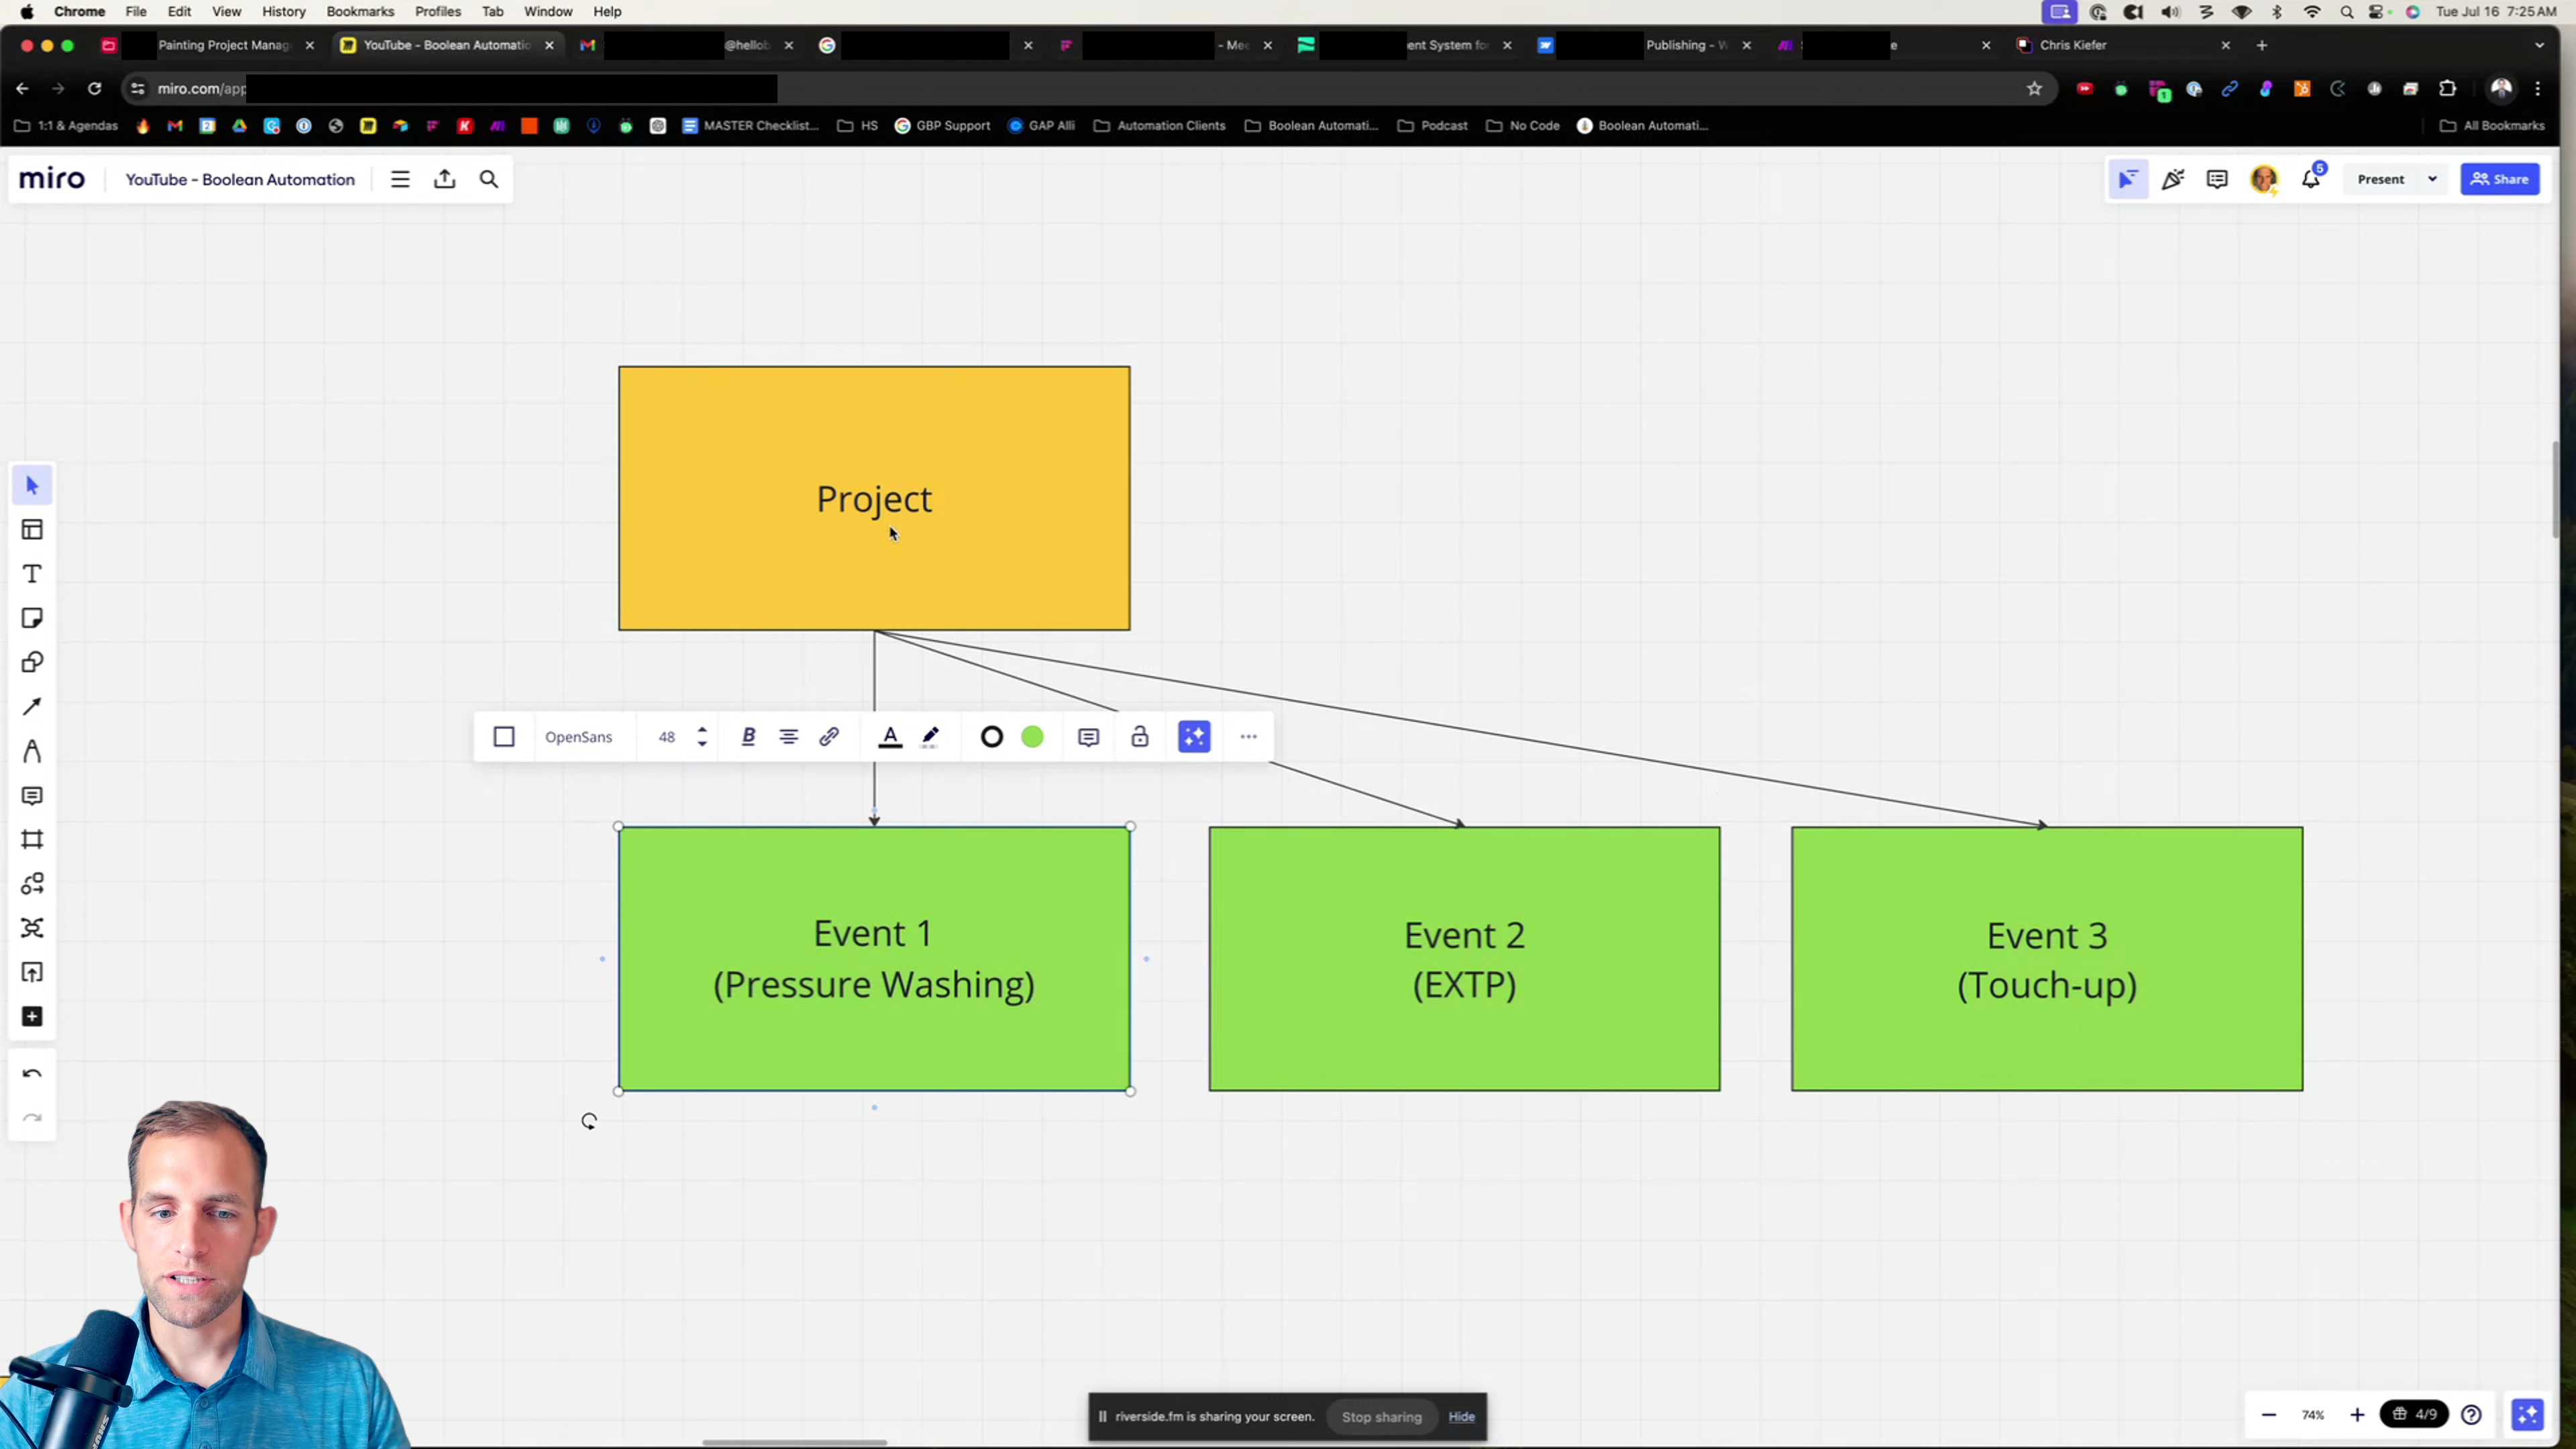 Chrome File Edit View History Bookmarks Profiles Tab Window Help Tue Jul 16 7:25 AM
Painting Project Manag YouTube - Boolean Automatio @hellob - Mee ent System for Publishing - W e Chris Kiefer
miro.com/app
1:1 & Agendas MASTER Checklist... HS GBP Support GAP Alli Automation Clients Boolean Automati... Podcast No Code Boolean Automati... All Bookmarks
miro YouTube - Boolean Automation 5 Present Share
Project
OpenSans 48 B A
Event 1
(Pressure Washing)
Event 2
(EXTP)
Event 3
(Touch-up)
riverside.fm is sharing your screen. Stop sharing Hide
74% 4/9